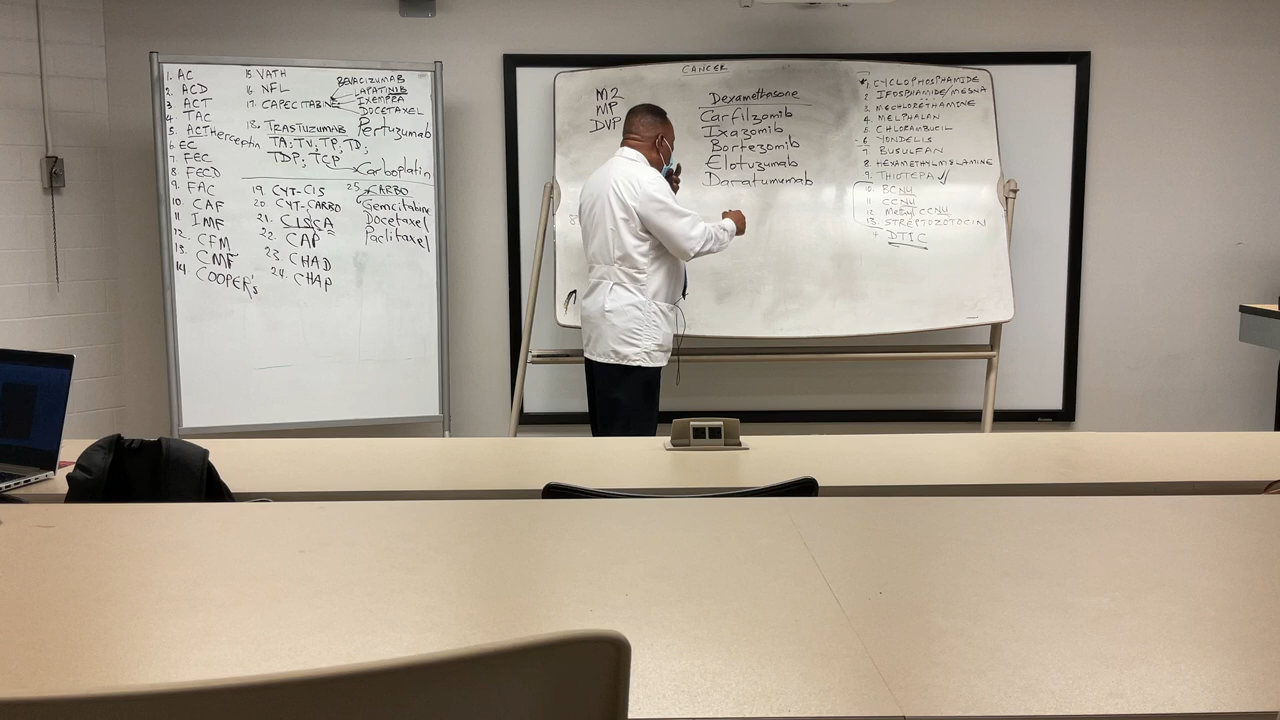 1. AC
2. ACD
3. ACT
4. TAC
5. ACTHerceptin
6. EC
7. FEC
8. FECD
9. FAC
10. CAF
11. IMF
12. CFM
13. CMF
14. COOPER's
15. VATH
16. NFL
17. CAPECITABINE
BEVACIZUMAB
LAPATINIB
IXEMPRA
DOCETAXEL
18. TRASTUZUMAB Pertuzumab
TA; TV; TP; TD;
TDP; TCP Carboplatin
19. CYT-CIS
20. CYT-CARBO
21. CISCA
22. CAP
23. CHAD
24. CHAP
25. CARBO
Gemcitabine
Docetaxel
Paclitaxel
CANCER
M2
MP
DVP
Dexamethasone
Carfilzomib
Ixazomib
Bortezomib
Elotuzumab
Daratumumab
1. CYCLOPHOSPHAMIDE
2 IFOSPHAMIDE/MESNA
3. MECHLORETHAMINE
4. MELPHALAN
5 CHLORAMBUCIL
6. YONDELIS
7 BUSULFAN
8. HEXAMETHYLMELAMINE
9. THIOTEPA ✓
10. BCNU
11 CCNU
12 Methyl CCNU
13. STREPTOZOTOCIN
DTIC